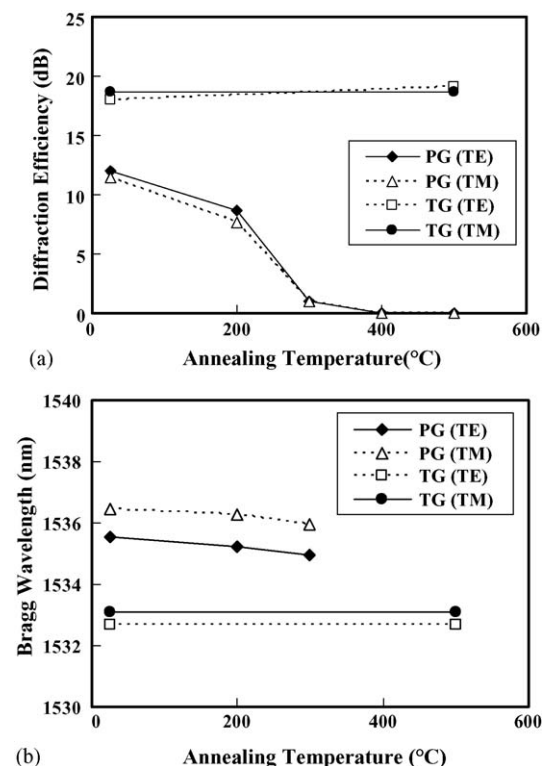 25
20
15
10
5
0
Diffraction Efficiency (dB)
PG (TE)
PG (TM)
TG (TE)
TG (TM)
0 200 400 600
Annealing Temperature(°C)
(a)
1540
1538
1536
1534
1532
1530
Bragg Wavelength (nm)
PG (TE)
PG (TM)
TG (TE)
TG (TM)
0 200 400 600
Annealing Temperature (°C)
(b)